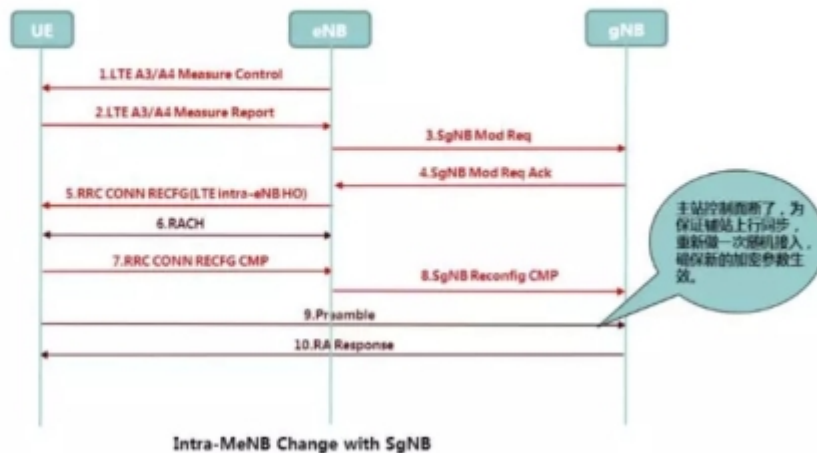 UE
eNB
gNB
1.LTE A3/A4 Measure Control
2.LTE A3/A4 Measure Report
3.SgNB Mod Req
4.SgNB Mod Req Ack
5.RRC CONN RECFG(LTE intra-eNB HO)
6.RACH
7.RRC CONN RECFG CMP
8.SgNB Reconfig CMP
主站控制面断了，为
保证辅站上行同步，
重新做一次随机接入，
确保新的加密参数生
效。
9.Preamble
10.RA Response
Intra-MeNB Change with SgNB